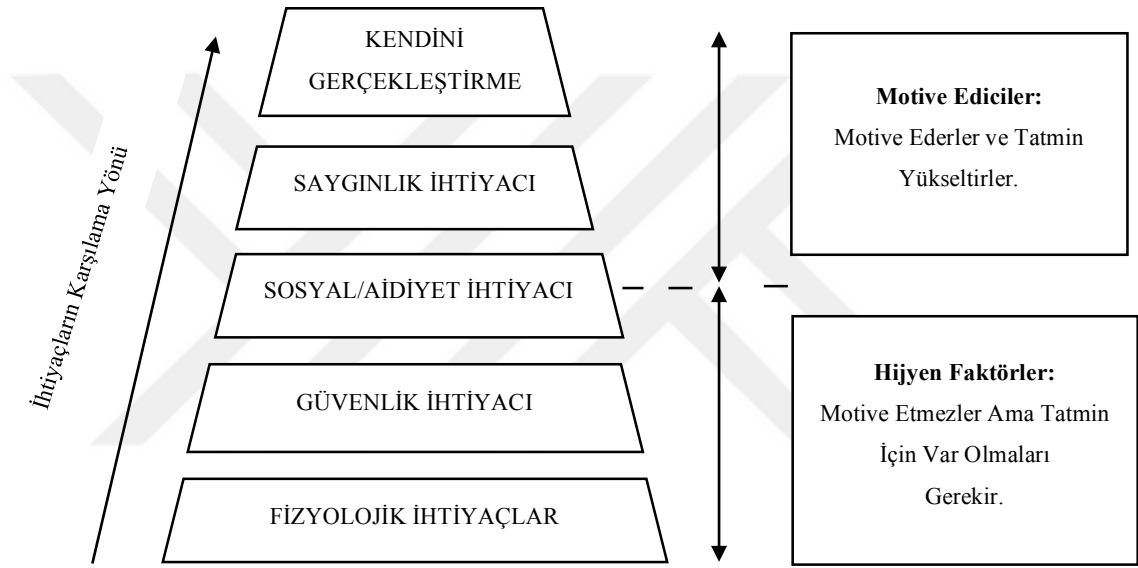 İhtiyaçların Karşılama Yönü
KENDİNİ
GERÇEKLEŞTİRME
SAYGINLIK İHTİYACI
SOSYAL/AİDİYET İHTİYACI
GÜVENLİK İHTİYACI
FİZYOLOJİK İHTİYAÇLAR
Motive Ediciler:
Motive Ederler ve Tatmin
Yükseltirler.
Hijyen Faktörler:
Motive Etmezler Ama Tatmin
İçin Var Olmaları
Gerekir.